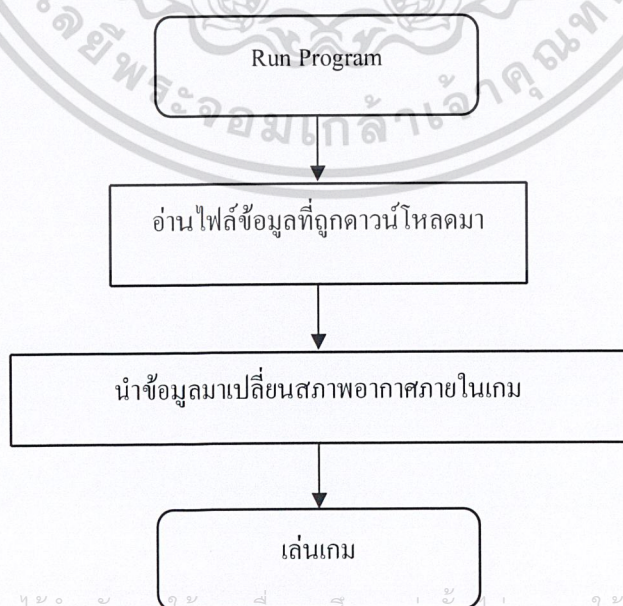 Run Program
อ่านไฟล์ข้อมูลที่ถูกดาวน์โหลดมา
นำข้อมูลมาเปลี่ยนสภาพอากาศภายในเกม
เล่นเกม